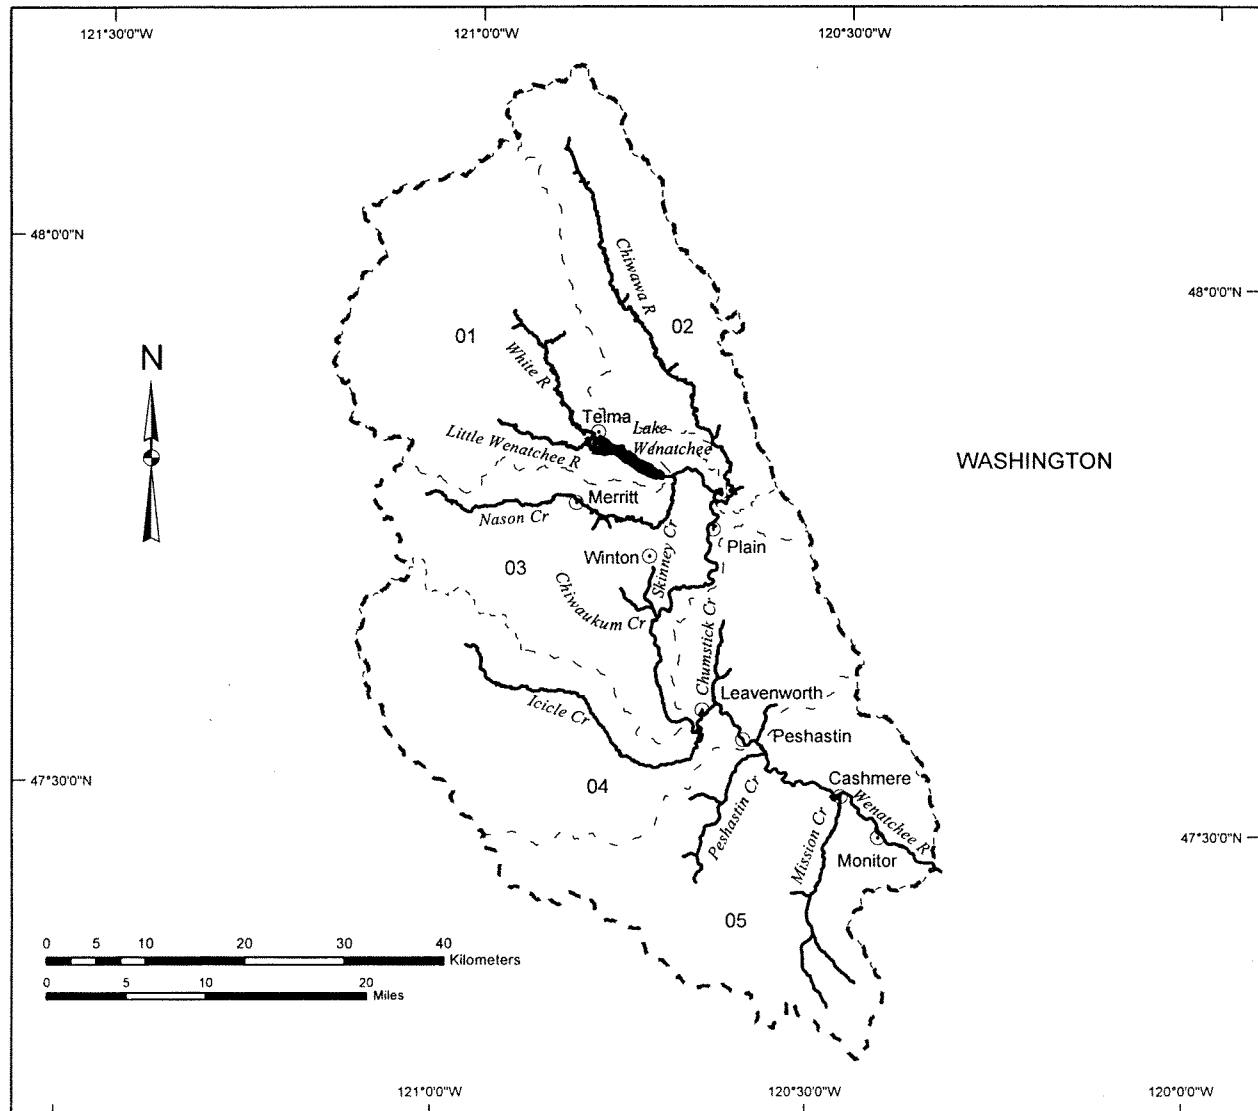 121°30'0"W
121°0'0"W
120°30'0"W
48°0'0"N
48°0'0"N
Chiwawa R
01
02
N
White R
Telma
Lake
Wenatchee
Little Wenatchee R
WASHINGTON
Merritt
Nason Cr
Skinney Cr
Plain
Winton
03
Chiwaukum Cr
Chumstick Cr
Leavenworth
Icicle Cr
Peshastin
47°30'0"N
04
Cashmere
Peshastin Cr
Wenatchee R
Mission Cr
47°30'0"N
Monitor
05
0 5 10 20 30 40
Kilometers
0 5 10 20
Miles
121°0'0"W
120°30'0"W
120°0'0"W